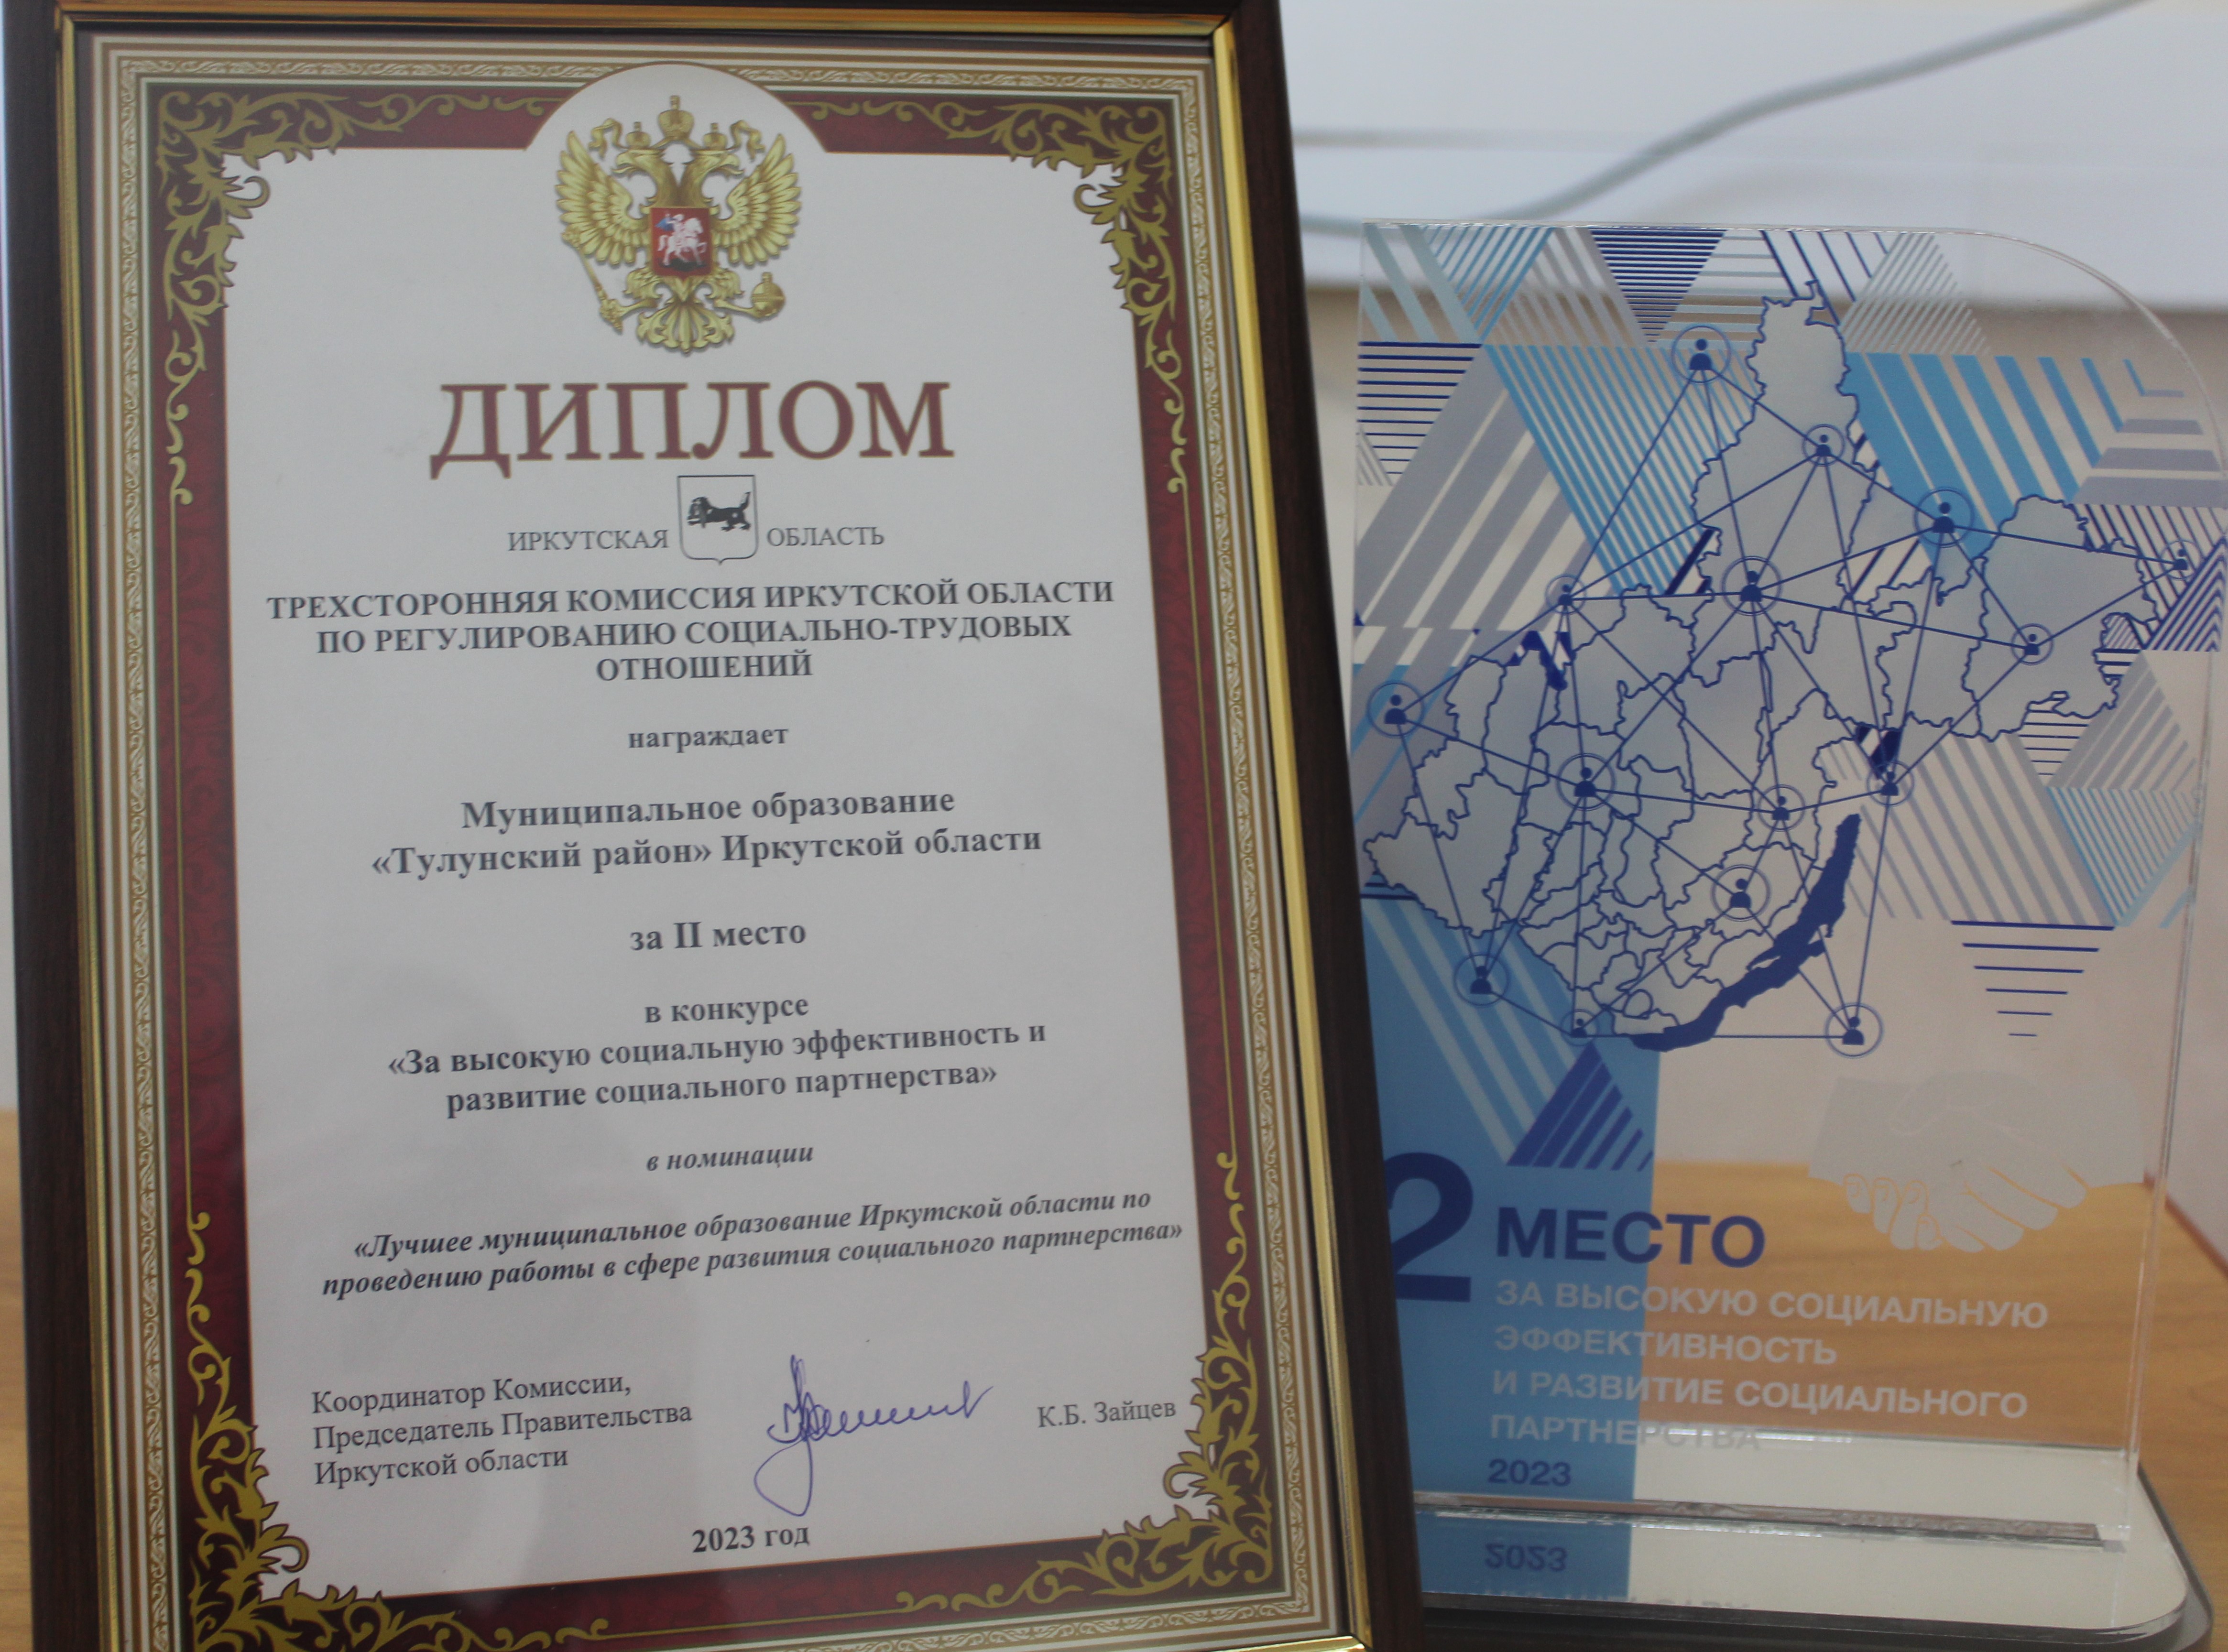 ДИПЛОМ
ИРКУТСКАЯ ОБЛАСТЬ
ТРЕХСТОРОННЯЯ КОМИССИЯ ИРКУТСКОЙ ОБЛАСТИ
ПО РЕГУЛИРОВАНИЮ СОЦИАЛЬНО-ТРУДОВЫХ
ОТНОШЕНИЙ
награждает
Муниципальное образование
«Тулунский район» Иркутской области
за II место
в конкурсе
«За высокую социальную эффективность и
развитие социального партнерства»
в номинации
«Лучшее муниципальное образование Иркутской области по
проведению работы в сфере развития социального партнерства»
Координатор Комиссии,
Председатель Правительства
Иркутской области
К.Б. Зайцев
2023 год
2 МЕСТО
ЗА ВЫСОКУЮ СОЦИАЛЬНУЮ
ЭФФЕКТИВНОСТЬ
И РАЗВИТИЕ СОЦИАЛЬНОГО
ПАРТНЕРСТВА
2023